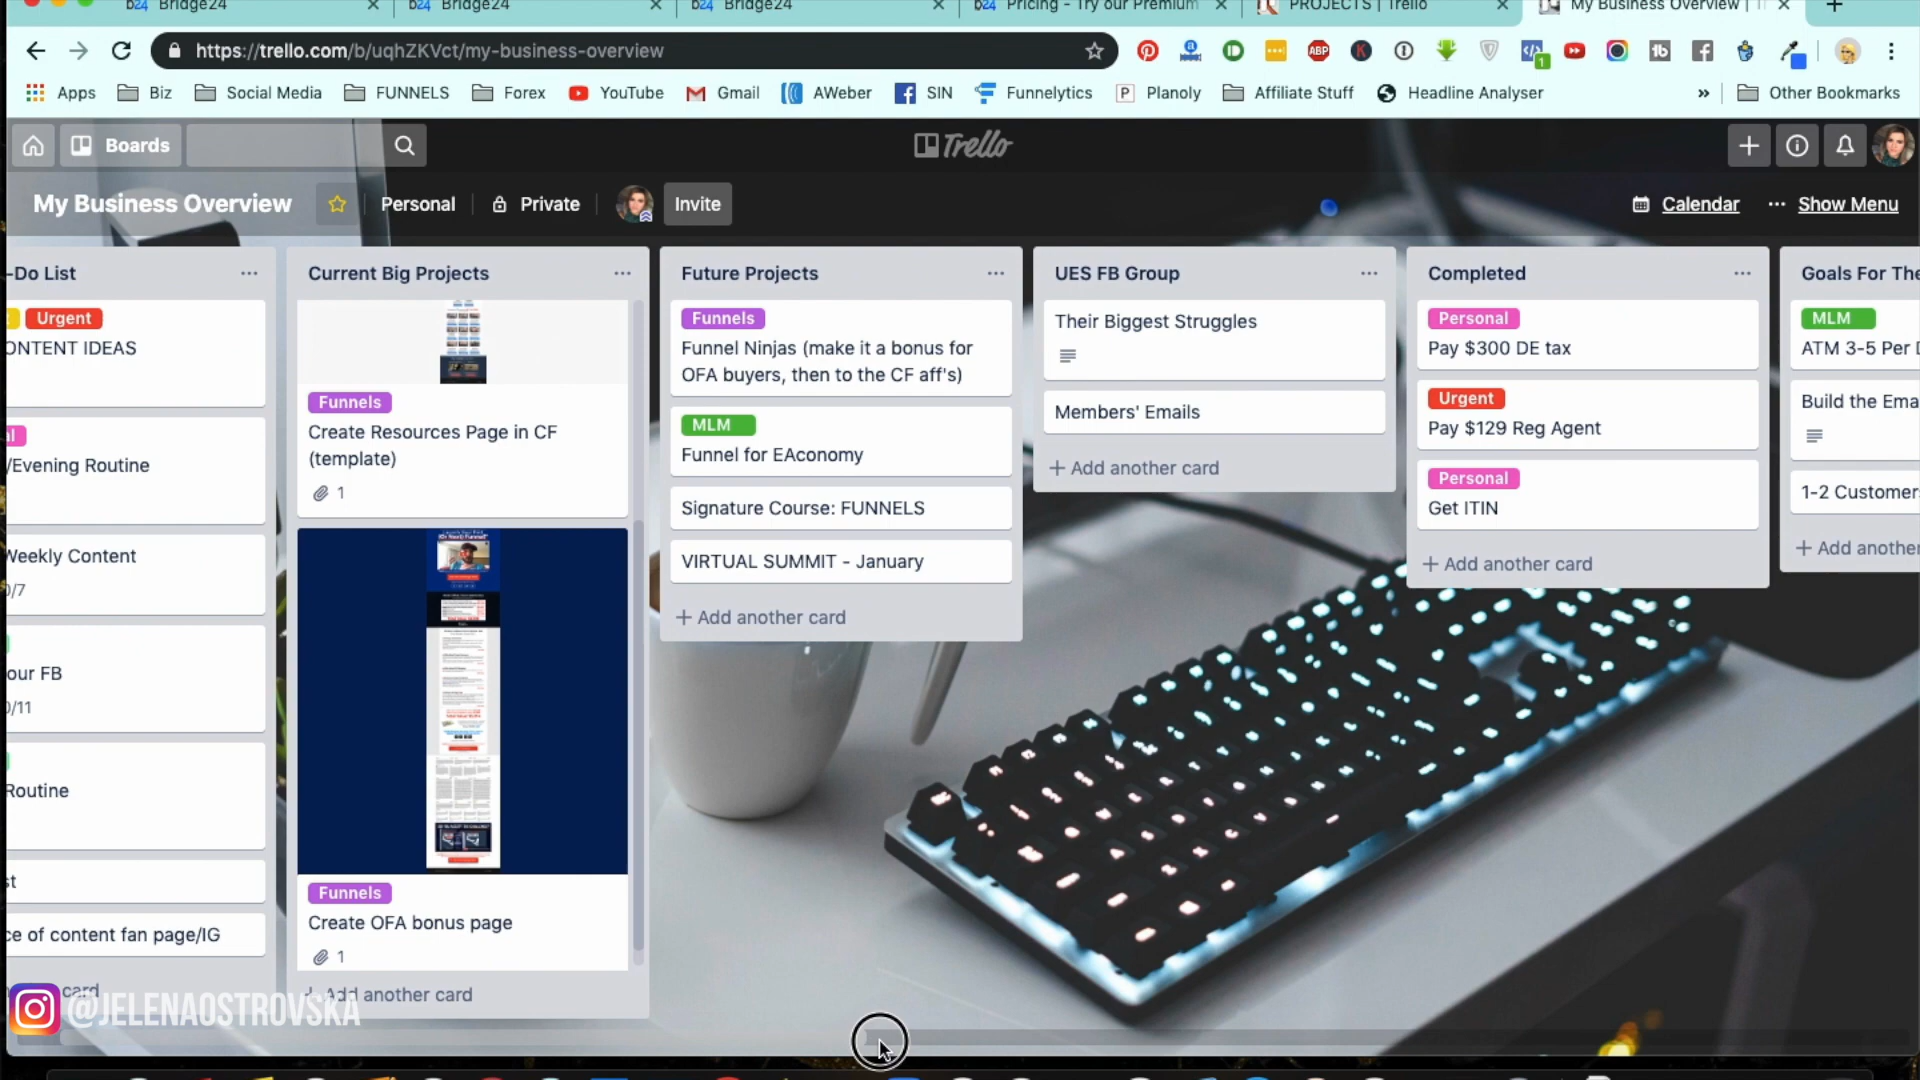 Bridge24
Bridge24
Bridge24
Pricing - Try our Premium
PROJECTS | Trello
My Business Overview |
https://trello.com/b/uqhZKVct/my-business-overview
ABP
1
Apps
Biz
Social Media
FUNNELS
Forex
YouTube
Gmail
AWeber
SIN
Funnelytics
Planoly
Affiliate Stuff
Headline Analyser
»
Other Bookmarks
Boards
Trello
My Business Overview
Personal
Private
Invite
Calendar
Show Menu
-Do List
Urgent
ONTENT IDEAS
/Evening Routine
Weekly Content
0/7
our FB
0/11
Routine
st
ce of content fan page/IG
card
Current Big Projects
Funnels
Create Resources Page in CF
(template)
1
Funnels
Create OFA bonus page
1
+ Add another card
Future Projects
Funnels
Funnel Ninjas (make it a bonus for
OFA buyers, then to the CF aff's)
MLM
Funnel for EAconomy
Signature Course: FUNNELS
VIRTUAL SUMMIT - January
+ Add another card
UES FB Group
Their Biggest Struggles
Members' Emails
+ Add another card
Completed
Personal
Pay $300 DE tax
Urgent
Pay $129 Reg Agent
Personal
Get ITIN
+ Add another card
Goals For The
MLM
ATM 3-5 Per D
Build the Ema
1-2 Customer
+ Add another
@JELENAOSTROVSKA